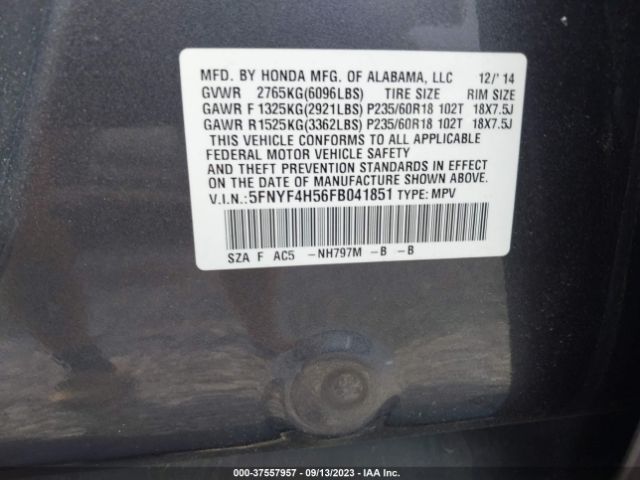 MFD. BY HONDA MFG. OF ALABAMA, LLC 12/'14
GVWR 2765KG(6096LBS) TIRE SIZE RIM SIZE
GAWR F 1325KG(2921LBS) P235/60R18 102T 18X7.5J
GAWR R1525KG(3362LBS) P235/60R18 102T 18X7.5J
THIS VEHICLE CONFORMS TO ALL APPLICABLE
FEDERAL MOTOR VEHICLE SAFETY
AND THEFT PREVENTION STANDARDS IN EFFECT
ON THE DATE OF MANUFACTURE SHOWN ABOVE.
V.I.N.: 5FNYF4H56FB041851 TYPE: MPV
SZA F AC5 -NH797M -B -B
000-37557957 - 09/13/2023 - IAA Inc.